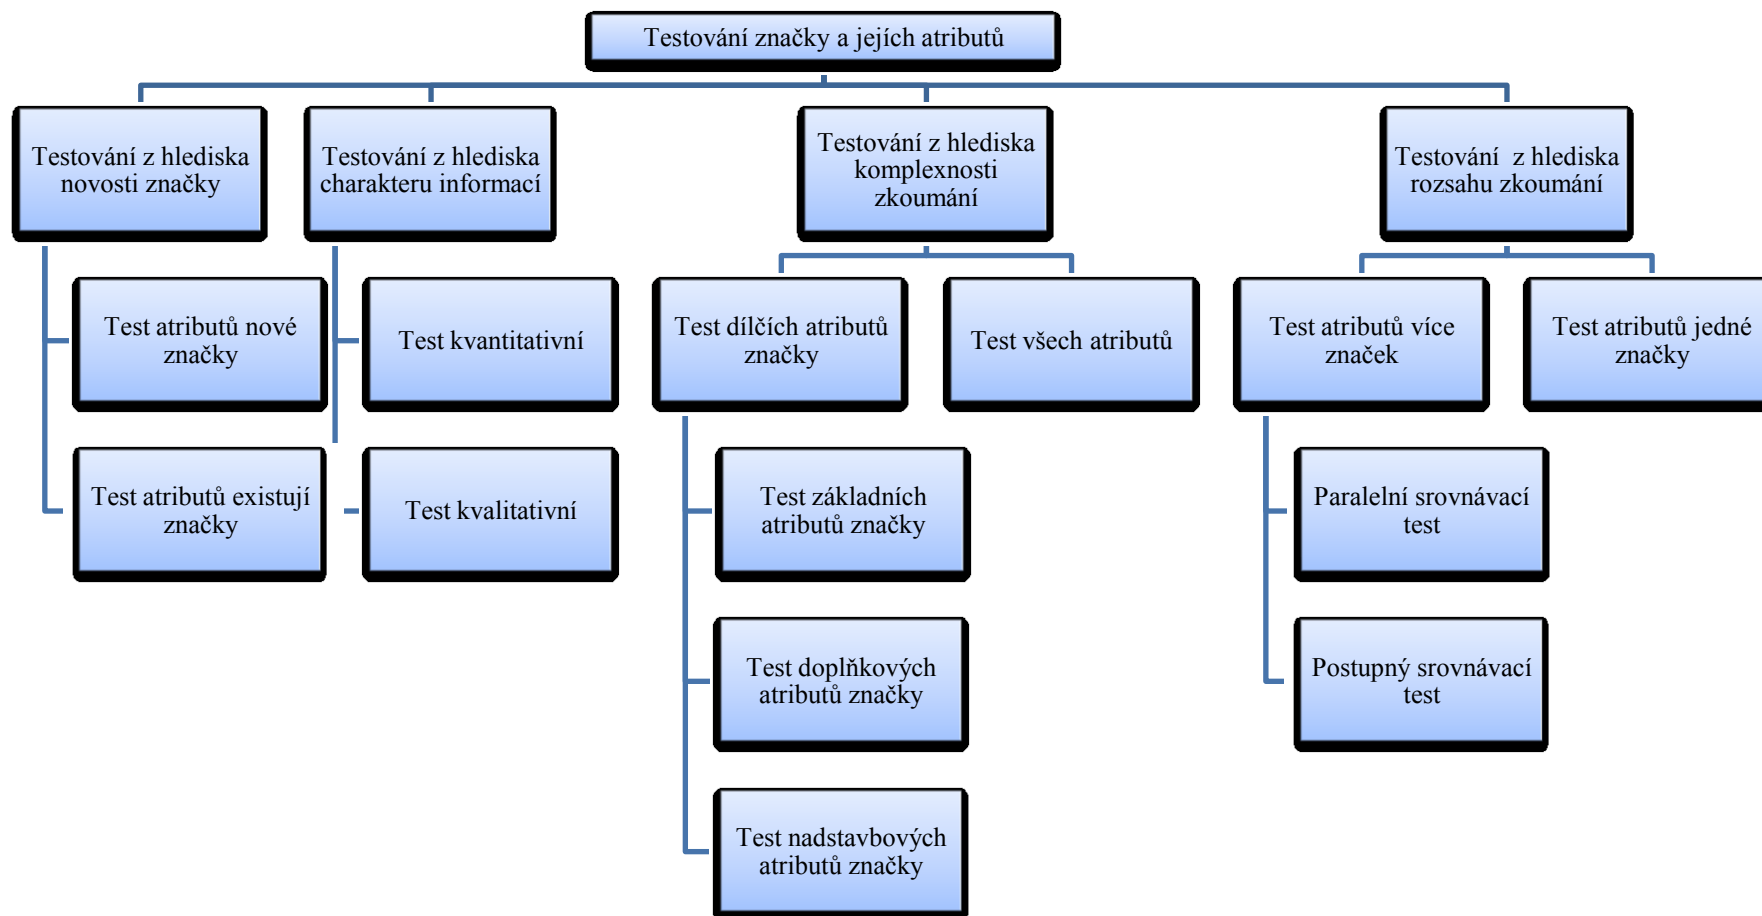 Testování značky a jejích atributů
Testování z hlediska
novosti značky
Testování z hlediska
charakteru informací
Testování z hlediska
komplexnosti
zkoumání
Testování  z hlediska
rozsahu zkoumání
Test atributů nové
značky
Test kvantitativní
Test dílčích atributů
značky
Test všech atributů
Test atributů více
značek
Test atributů jedné
značky
Test atributů existují
značky
Test kvalitativní
Test základních
atributů značky
Paralelní srovnávací
test
Test doplňkových
atributů značky
Postupný srovnávací
test
Test nadstavbových
atributů značky